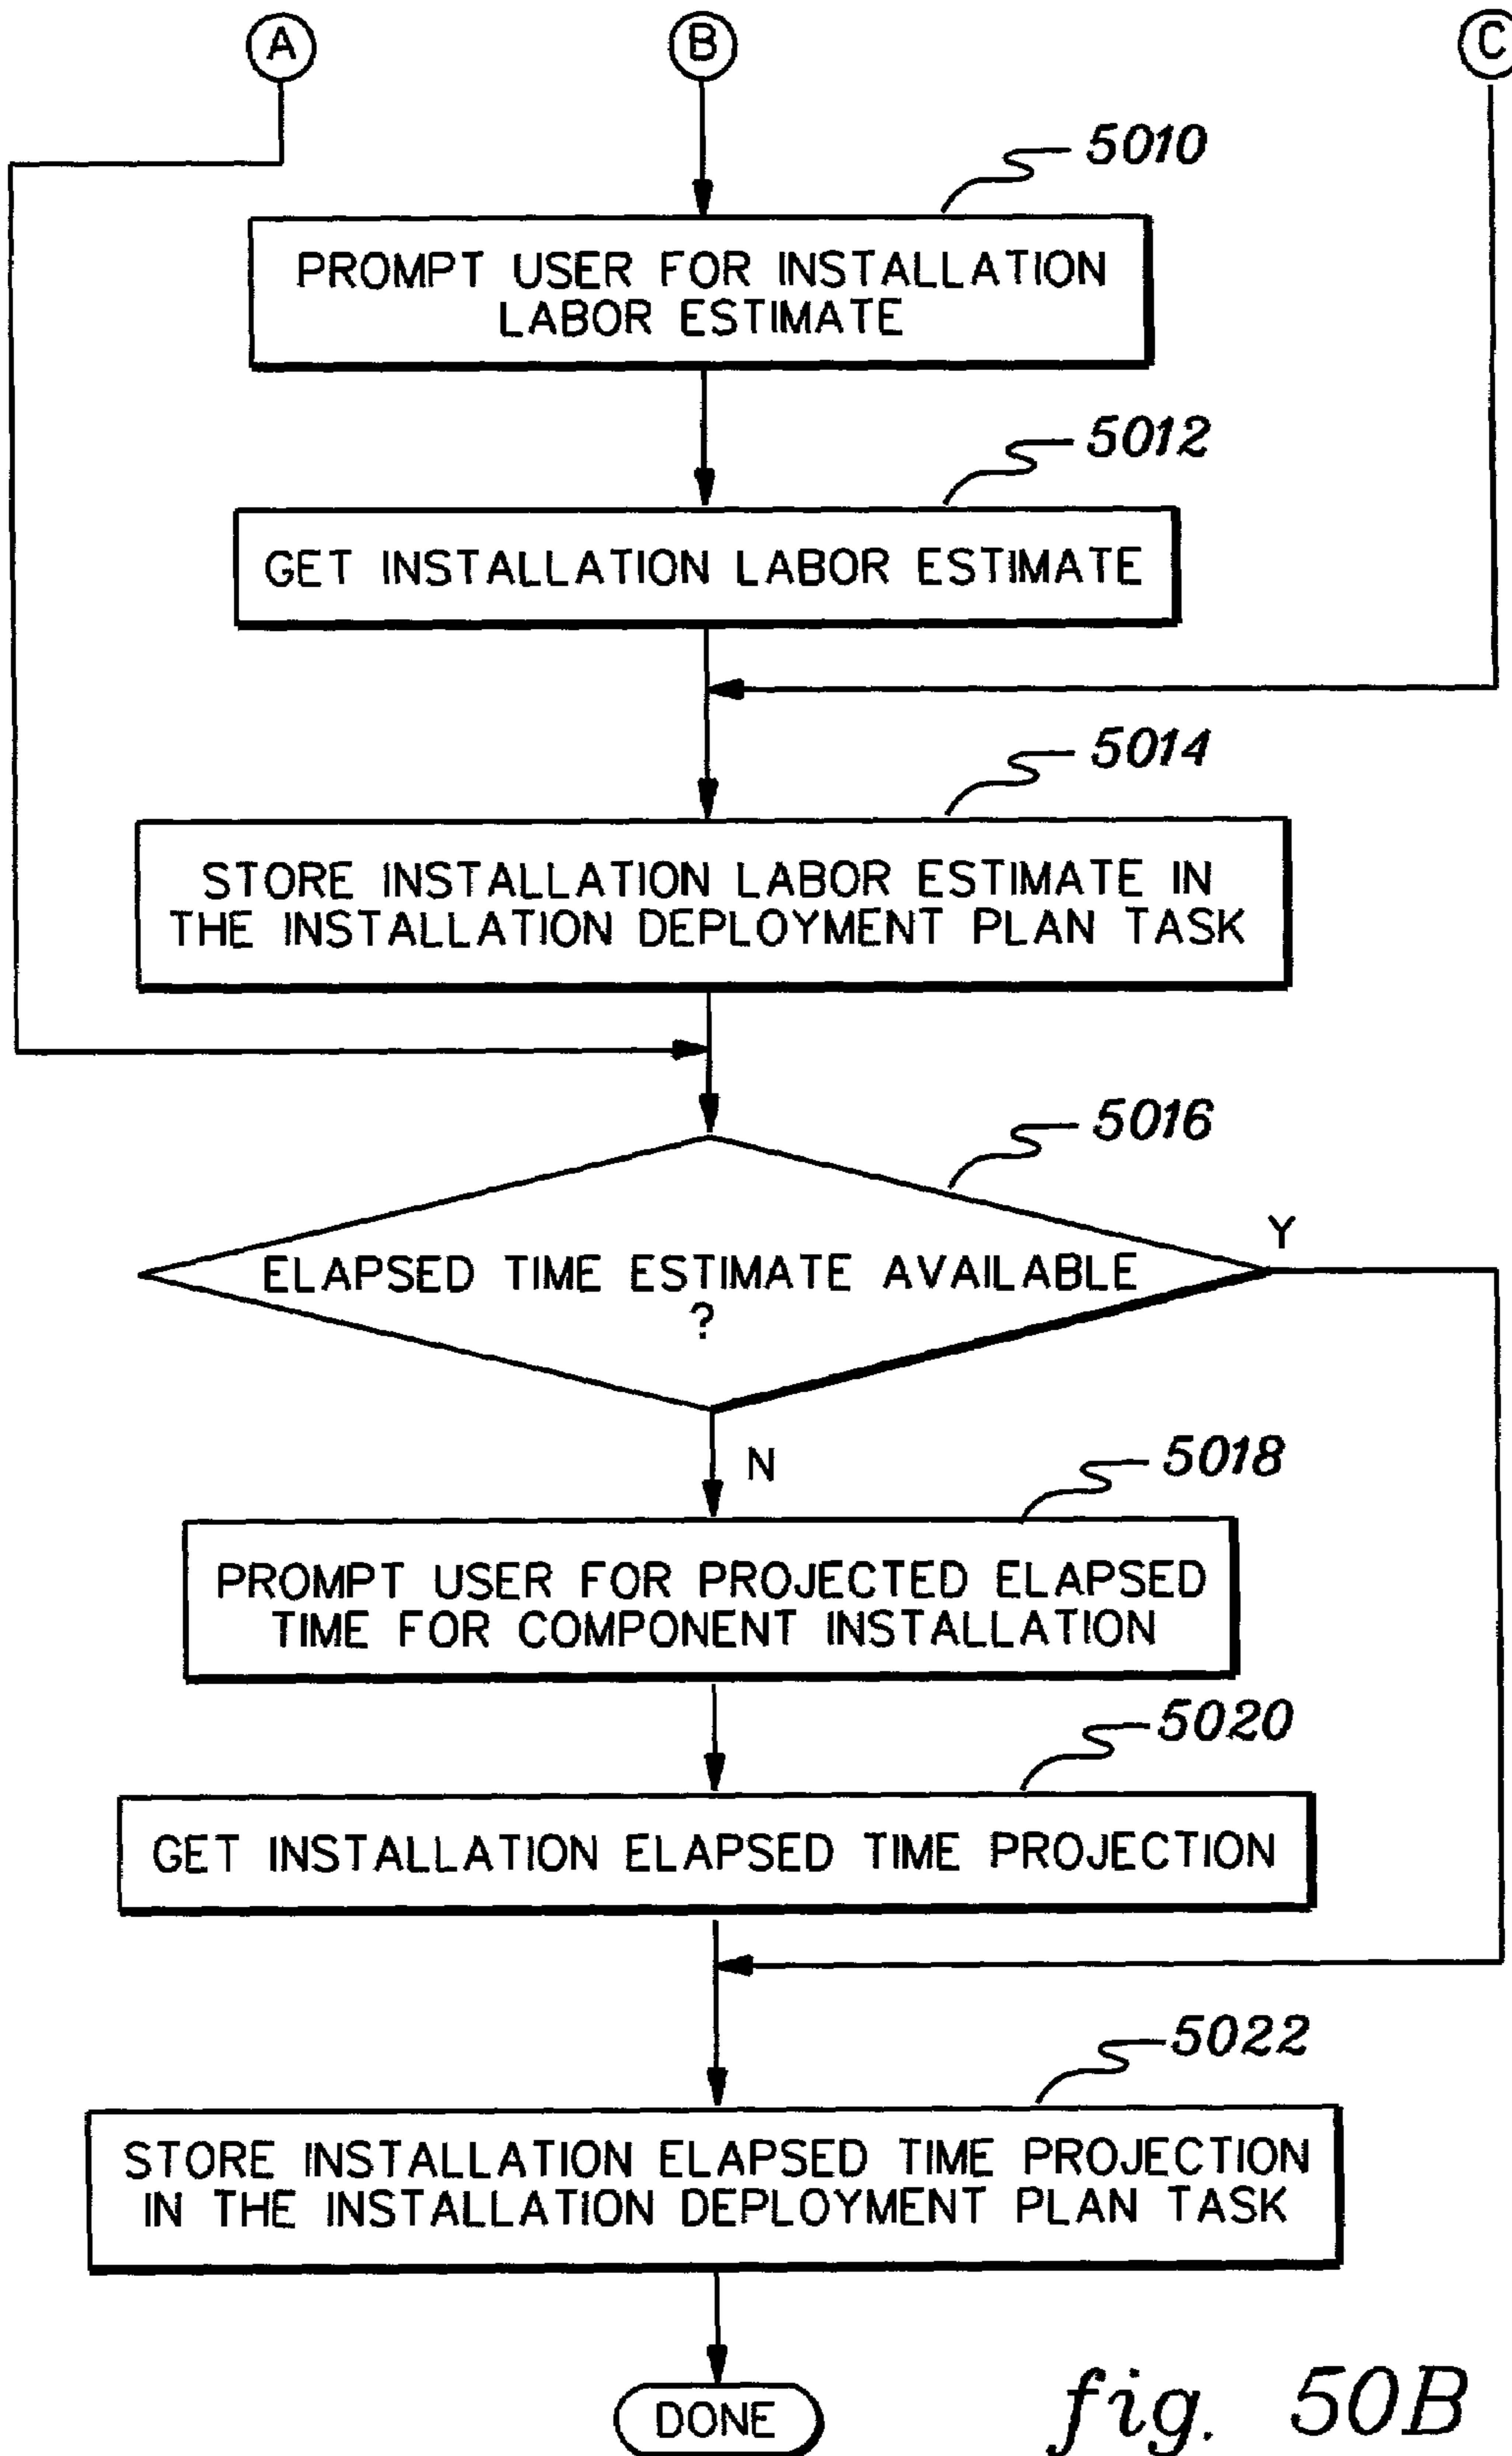 A
B
C
5010
PROMPT USER FOR INSTALLATION
LABOR ESTIMATE
5012
GET INSTALLATION LABOR ESTIMATE
5014
STORE INSTALLATION LABOR ESTIMATE IN
THE INSTALLATION DEPLOYMENT PLAN TASK
5016
Y
ELAPSED TIME ESTIMATE AVAILABLE
?
N
5018
PROMPT USER FOR PROJECTED ELAPSED
TIME FOR COMPONENT INSTALLATION
5020
GET INSTALLATION ELAPSED TIME PROJECTION
5022
STORE INSTALLATION ELAPSED TIME PROJECTION
IN THE INSTALLATION DEPLOYMENT PLAN TASK
DONE
fig. 50B